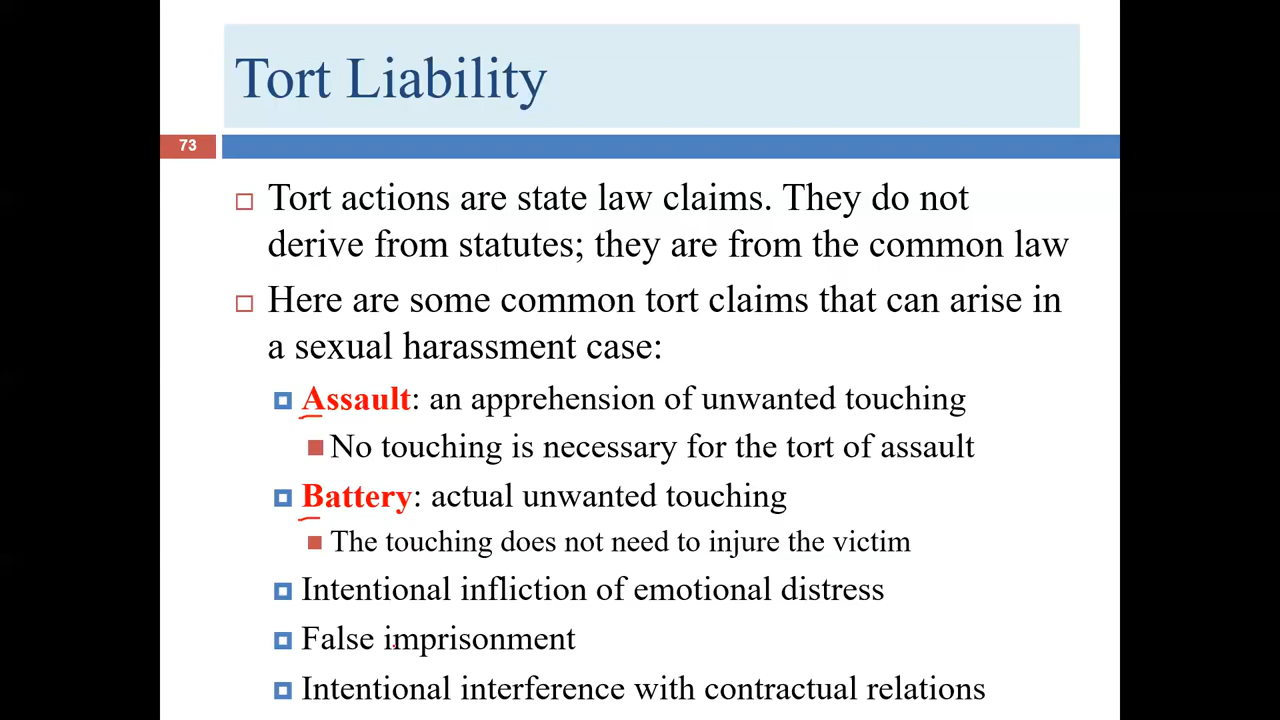 Tort Liability
73
Tort actions are state law claims. They do not
derive from statutes; they are from the common law
Here are some common tort claims that can arise in
a sexual harassment case:
Assault: an apprehension of unwanted touching
No touching is necessary for the tort of assault
Battery: actual unwanted touching
The touching does not need to injure the victim
Intentional infliction of emotional distress
False imprisonment
Intentional interference with contractual relations